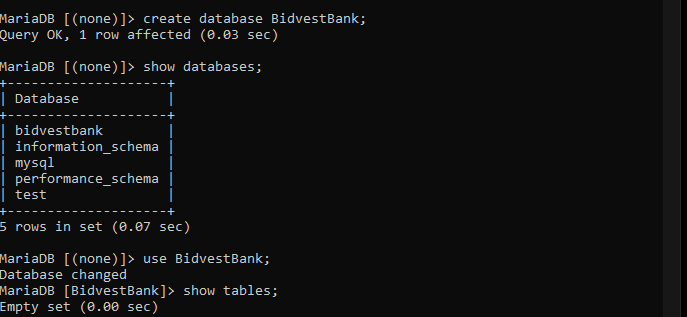 MariaDB [(none)]> create database BidvestBank;
Query OK, 1 row affected (0.03 sec)
MariaDB [(none)]> show databases;
+--------------------+
| Database           |
+--------------------+
| bidvestbank        |
| information_schema |
| mysql              |
| performance_schema |
| test               |
+--------------------+
5 rows in set (0.07 sec)
MariaDB [(none)]> use BidvestBank;
Database changed
MariaDB [BidvestBank]> show tables;
Empty set (0.00 sec)